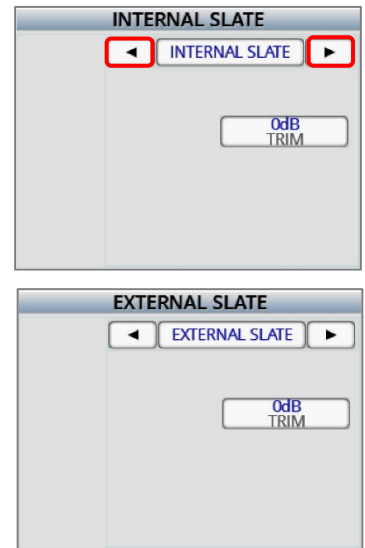 INTERNAL SLATE
◄ INTERNAL SLATE ►
0dB
TRIM
EXTERNAL SLATE
◄ EXTERNAL SLATE ►
0dB
TRIM